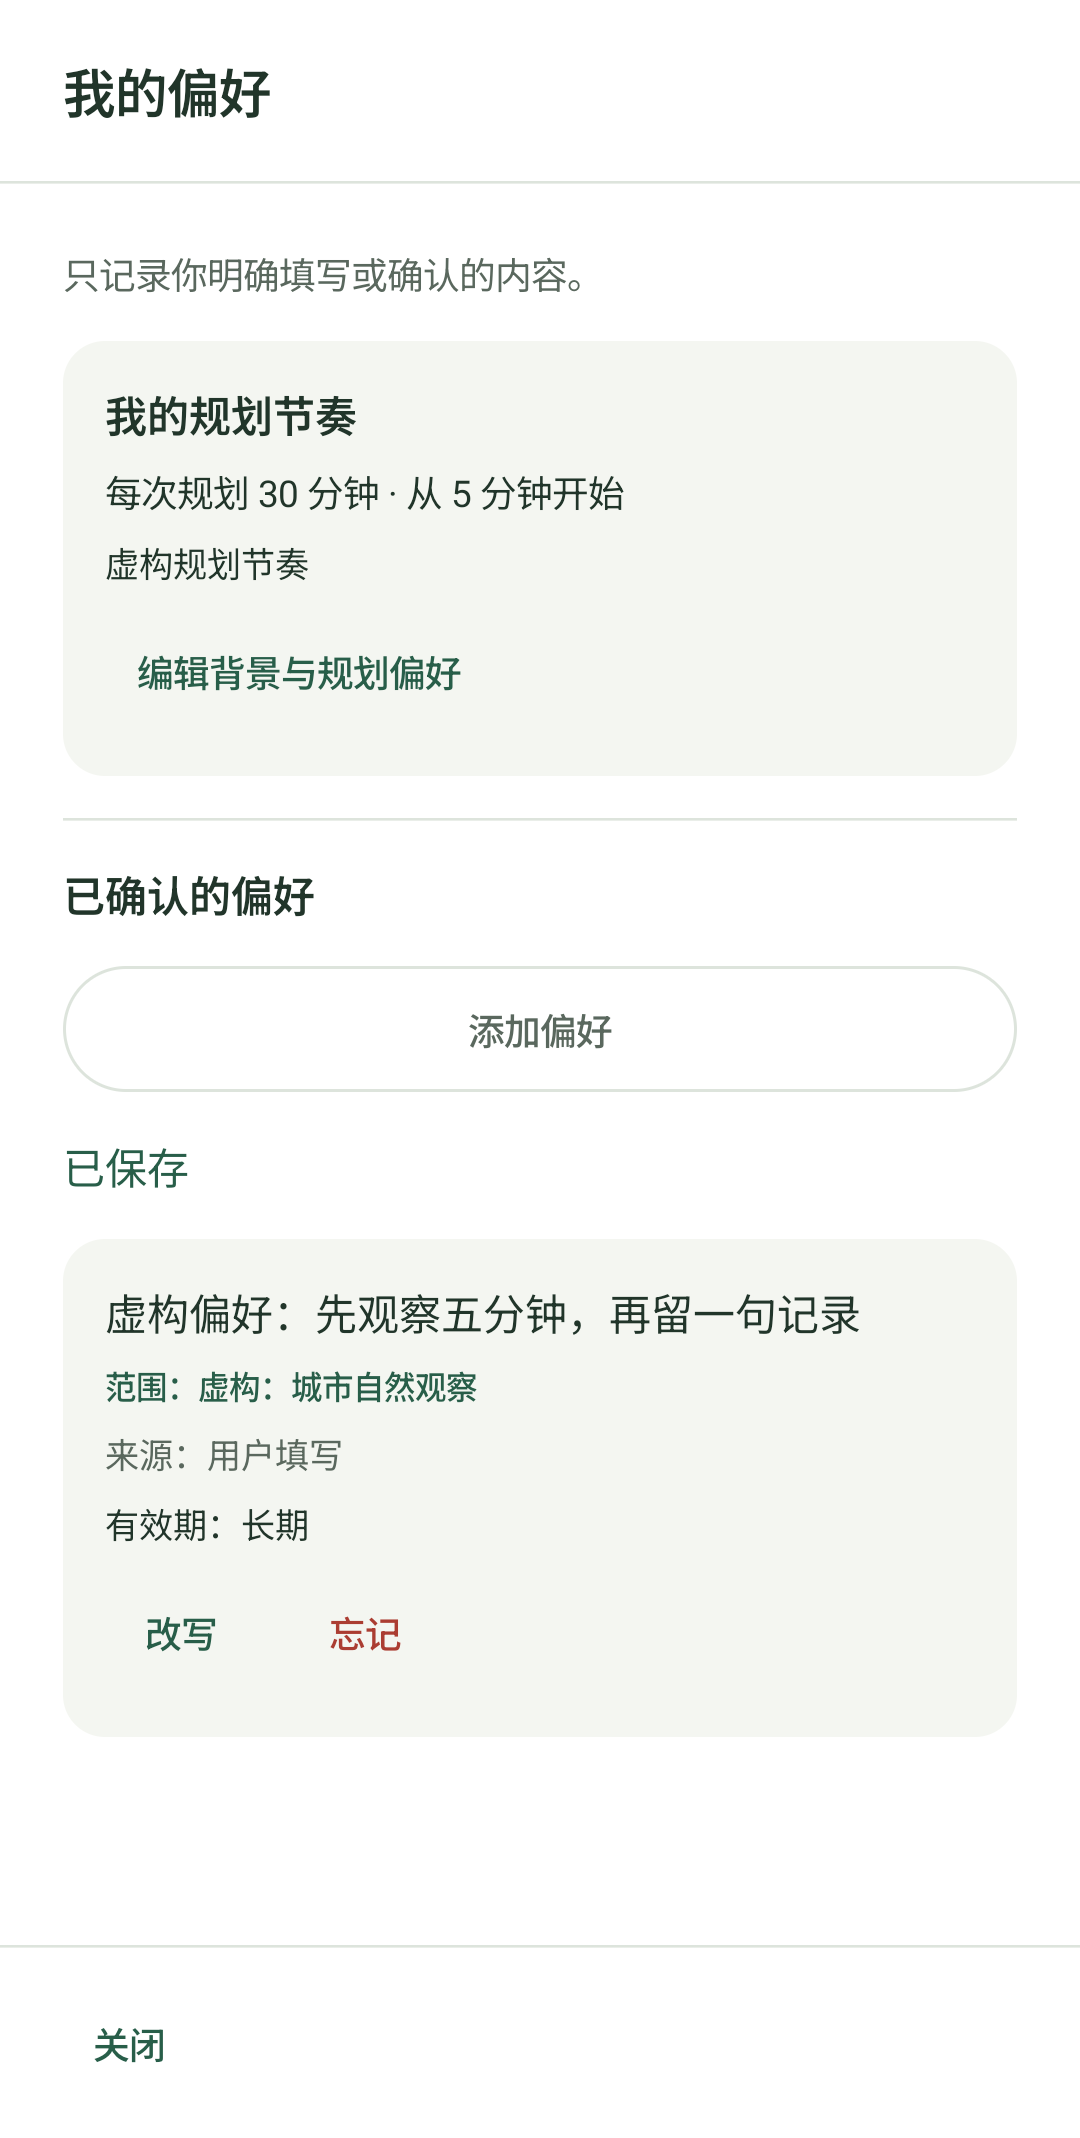 我的偏好
只记录你明确填写或确认的内容。
我的规划节奏
每次规划 30 分钟 · 从 5 分钟开始
虚构规划节奏
编辑背景与规划偏好
已确认的偏好
添加偏好
已保存
虚构偏好：先观察五分钟，再留一句记录
范围：虚构：城市自然观察
来源：用户填写
有效期：长期
改写 忘记
关闭